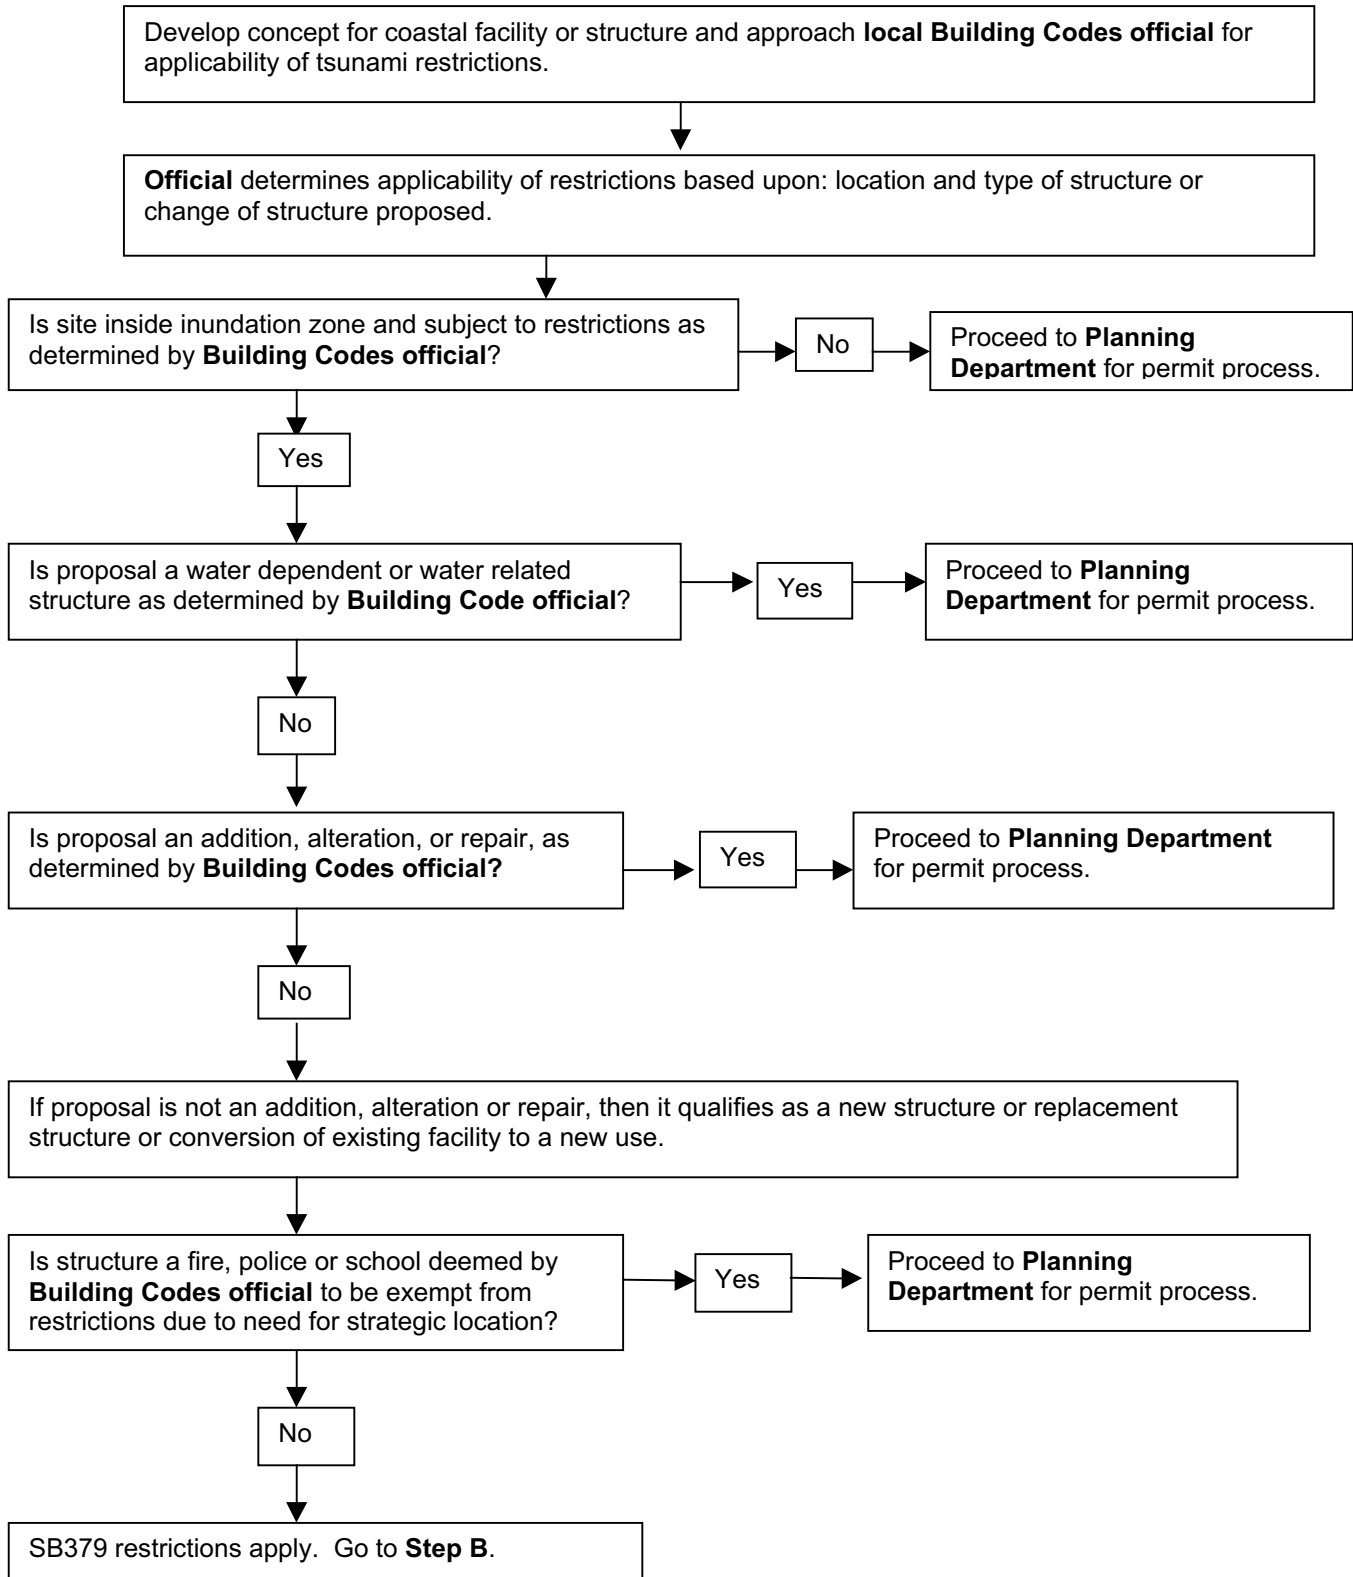 Develop concept for coastal facility or structure and approach local Building Codes official for
applicability of tsunami restrictions.
Official determines applicability of restrictions based upon: location and type of structure or
change of structure proposed.
Is site inside inundation zone and subject to restrictions as
determined by Building Codes official?
No
Proceed to Planning
Department for permit process.
Yes
Is proposal a water dependent or water related
structure as determined by Building Code official?
Yes
Proceed to Planning
Department for permit process.
No
Is proposal an addition, alteration, or repair, as
determined by Building Codes official?
Yes
Proceed to Planning Department
for permit process.
No
If proposal is not an addition, alteration or repair, then it qualifies as a new structure or replacement
structure or conversion of existing facility to a new use.
Is structure a fire, police or school deemed by
Building Codes official to be exempt from
restrictions due to need for strategic location?
Yes
Proceed to Planning
Department for permit process.
No
SB379 restrictions apply.  Go to Step B.